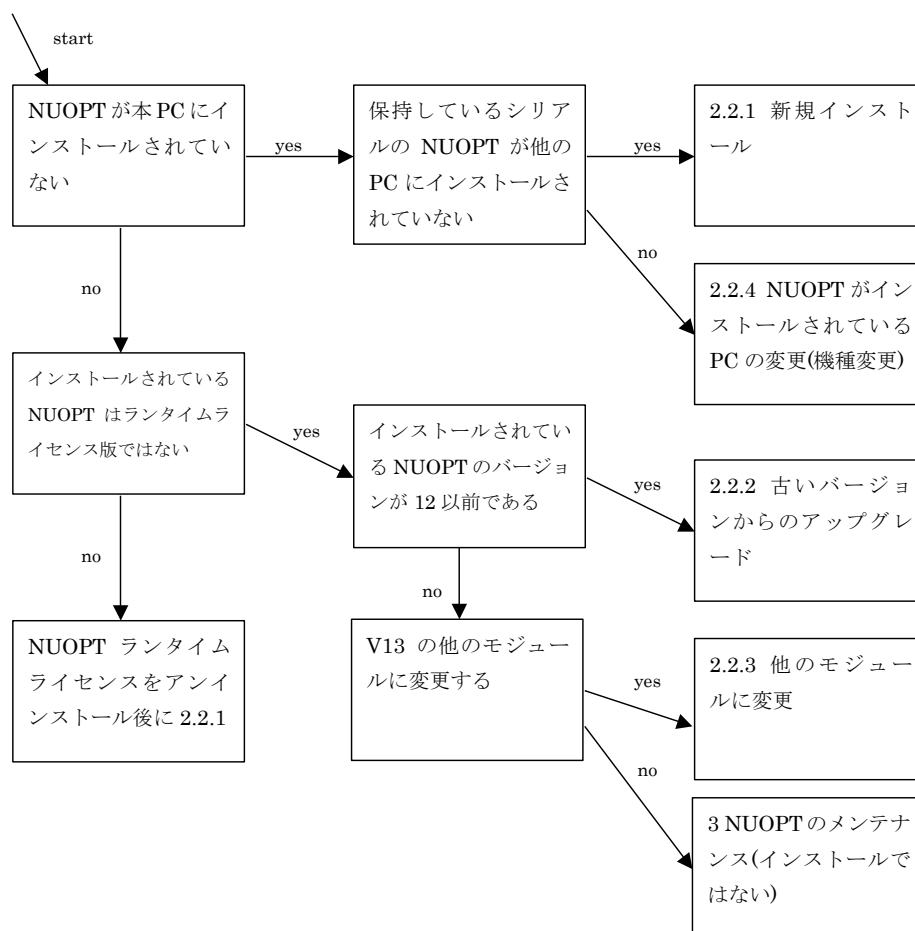 start
NUOPT が本 PC にイ
ンストールされてい
ない
yes
保持しているシリア
ルの NUOPT が他の
PC にインストールさ
れていない
yes
2.2.1 新規インスト
ール
no
2.2.4 NUOPT がイン
ストールされている
PC の変更(機種変更)
no
インストールされている
NUOPT はランタイムラ
イセンス版ではない
yes
インストールされてい
る NUOPT のバージョ
ンが 12 以前である
yes
2.2.2 古いバージョ
ンからのアップグレ
ード
no
NUOPT ランタイム
ライセンスをアンイ
ンストール後に 2.2.1
no
V13 の他のモジュー
ルに変更する
yes
2.2.3 他のモジュー
ルに変更
no
3 NUOPT のメンテナ
ンス(インストールで
はない)